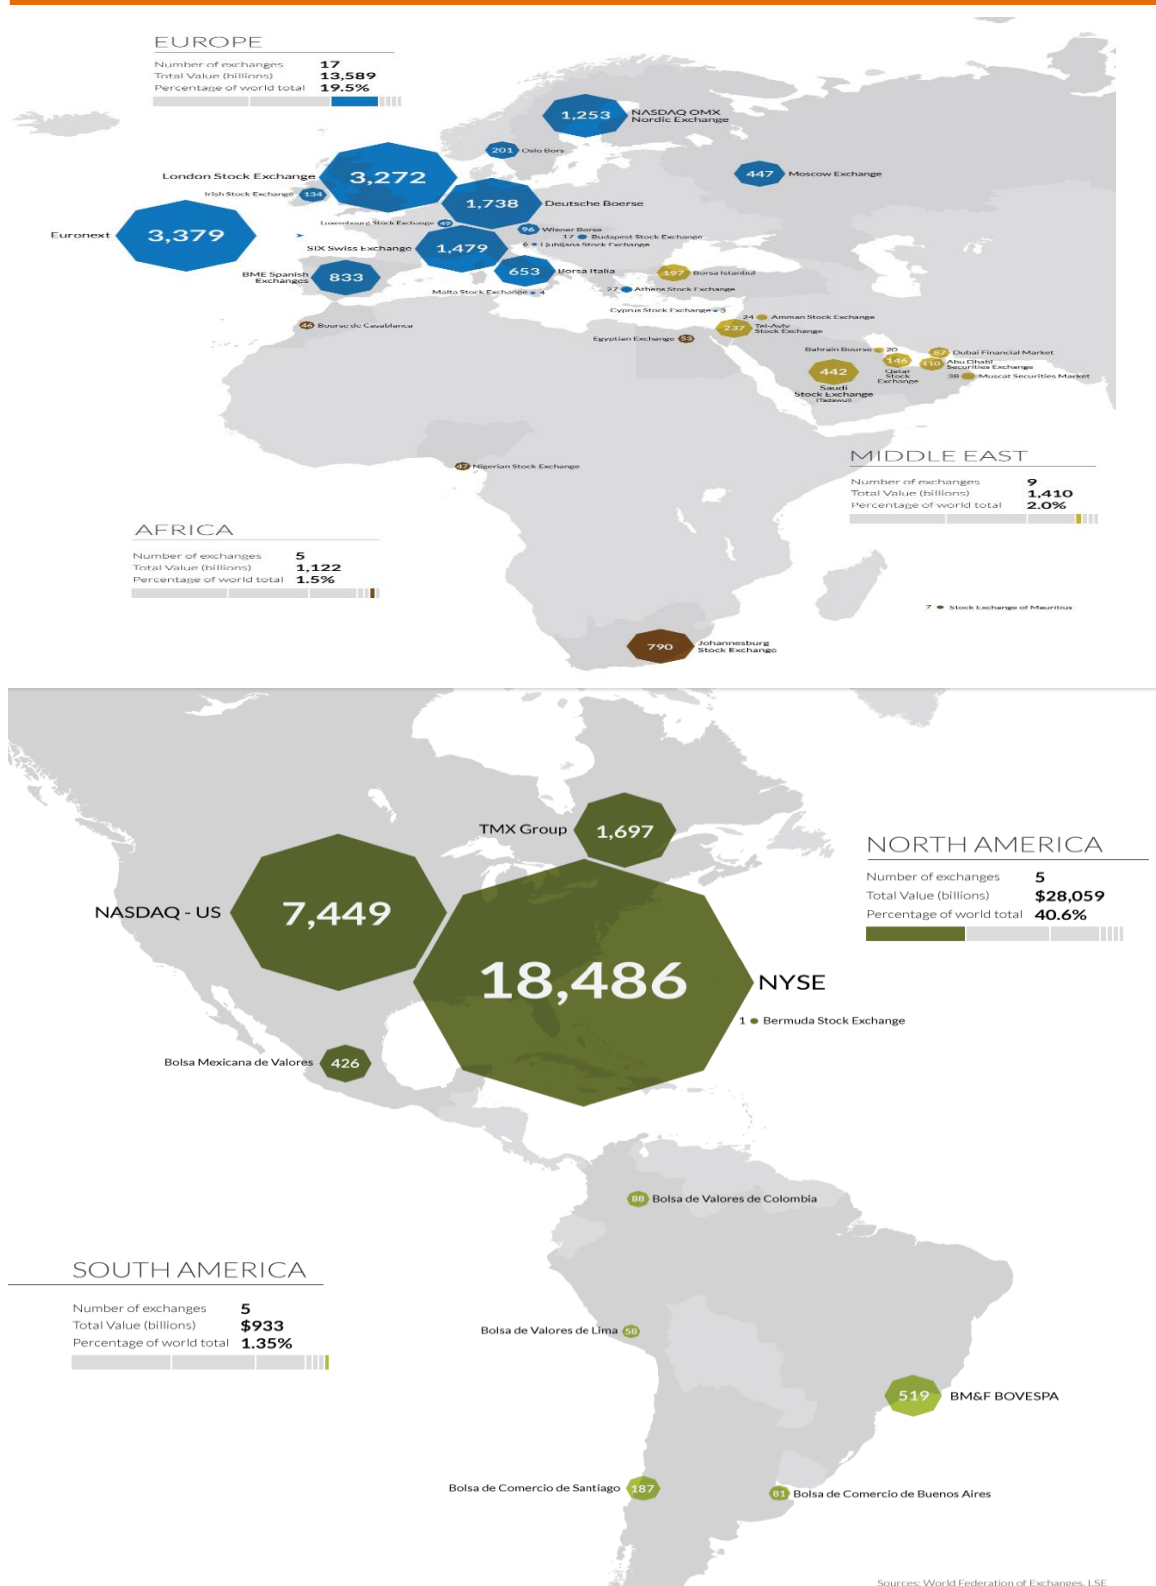 EUROPE
Number of exchanges 17
Total Value (billions) 13,589
Percentage of world total 19.5%
1,253 NASDAQ OMX
Nordic Exchange
201 Oslo Bors
London Stock Exchange 3,272
447 Moscow Exchange
Irish Stock Exchange 134
1,738 Deutsche Boerse
Luxembourg Stock Exchange 49
Euronext 3,379
96 Wiener Borse
17 Budapest Stock Exchange
6 Ljubljana Stock Exchange
SIX Swiss Exchange 1,479
BME Spanish
Exchanges 833
653 Borsa Italia
197 Borsa Istanbul
27 Athens Stock Exchange
Malta Stock Exchange 4
Cyprus Stock Exchange 3
24 Amman Stock Exchange
46 Bourse de Casablanca
237 Tel-Aviv
Stock Exchange
Egyptian Exchange 53
Bahrain Bourse 20
87 Dubai Financial Market
146 Qatar
Stock
Exchange
110 Abu Dhabi
Securities Exchange
38 Muscat Securities Market
442
Saudi
Stock Exchange
(Tadawul)
MIDDLE EAST
Number of exchanges 9
Total Value (billions) 1,410
Percentage of world total 2.0%
47 Nigerian Stock Exchange
AFRICA
Number of exchanges 5
Total Value (billions) 1,122
Percentage of world total 1.5%
7 Stock Exchange of Mauritius
790 Johannesburg
Stock Exchange
TMX Group 1,697
NORTH AMERICA
Number of exchanges 5
Total Value (billions) $28,059
Percentage of world total 40.6%
NASDAQ - US 7,449
18,486 NYSE
1 Bermuda Stock Exchange
Bolsa Mexicana de Valores 426
88 Bolsa de Valores de Colombia
SOUTH AMERICA
Number of exchanges 5
Total Value (billions) $933
Percentage of world total 1.35%
Bolsa de Valores de Lima 58
519 BM&F BOVESPA
Bolsa de Comercio de Santiago 187
81 Bolsa de Comercio de Buenos Aires
Sources: World Federation of Exchanges, LSE